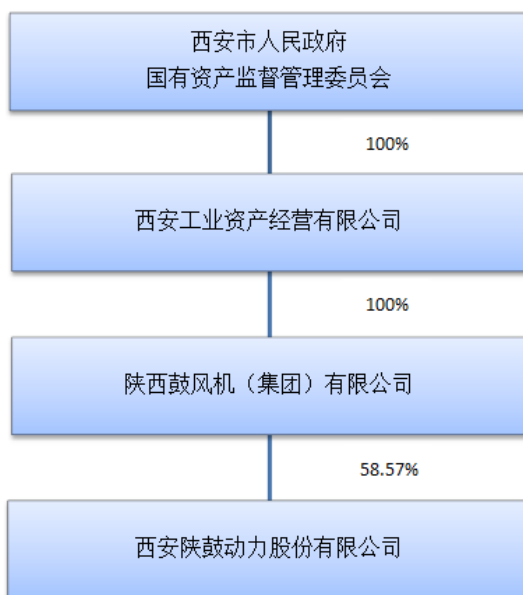 西安市人民政府
国有资产监督管理委员会
100%
西安工业资产经营有限公司
100%
陕西鼓风机（集团）有限公司
58.57%
西安陕鼓动力股份有限公司